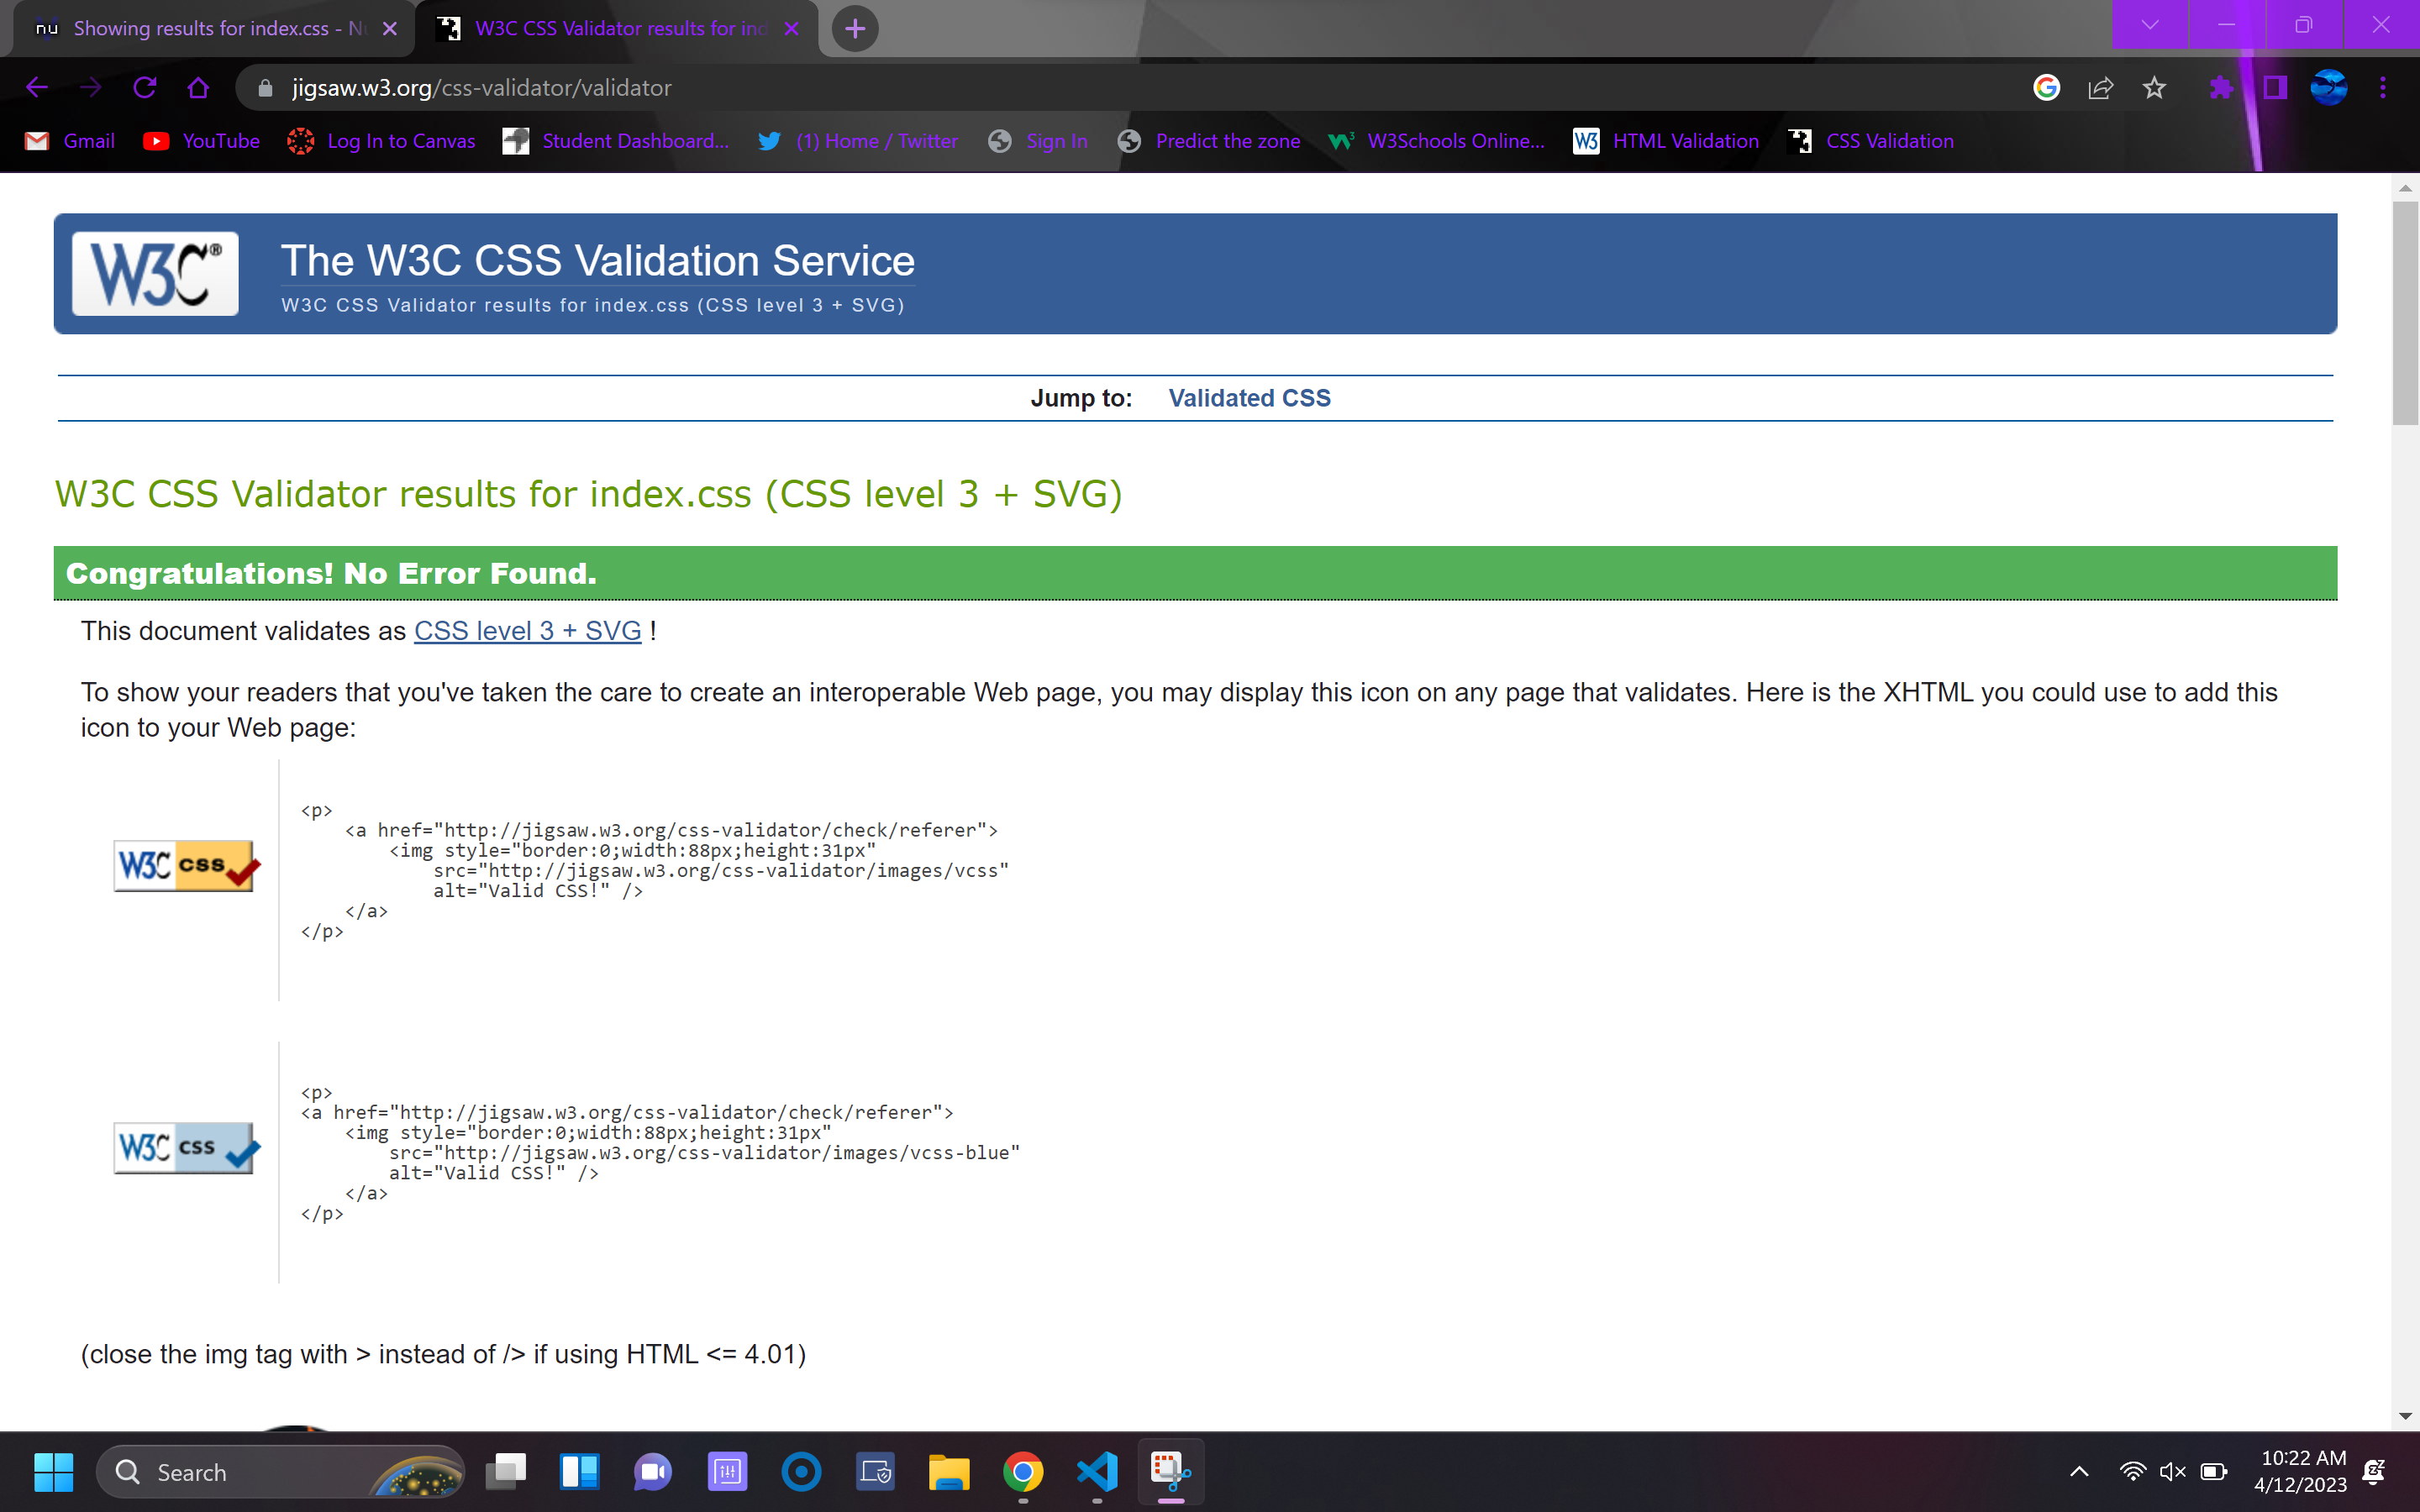 nu Showing results for index.css - N
W3C CSS Validator results for ind
jigsaw.w3.org/css-validator/validator
Gmail YouTube Log In to Canvas Student Dashboard... (1) Home / Twitter Sign In Predict the zone W3Schools Online... HTML Validation CSS Validation
W3C® The W3C CSS Validation Service
W3C CSS Validator results for index.css (CSS level 3 + SVG)
Jump to: Validated CSS
W3C CSS Validator results for index.css (CSS level 3 + SVG)
Congratulations! No Error Found.
This document validates as CSS level 3 + SVG !
To show your readers that you've taken the care to create an interoperable Web page, you may display this icon on any page that validates. Here is the XHTML you could use to add this
icon to your Web page:
W3C css
<p>
    <a href="http://jigsaw.w3.org/css-validator/check/referer">
        <img style="border:0;width:88px;height:31px"
            src="http://jigsaw.w3.org/css-validator/images/vcss"
            alt="Valid CSS!" />
    </a>
</p>
W3C css
<p>
<a href="http://jigsaw.w3.org/css-validator/check/referer">
    <img style="border:0;width:88px;height:31px"
        src="http://jigsaw.w3.org/css-validator/images/vcss-blue"
        alt="Valid CSS!" />
    </a>
</p>
(close the img tag with > instead of /> if using HTML <= 4.01)
Search
10:22 AM
4/12/2023